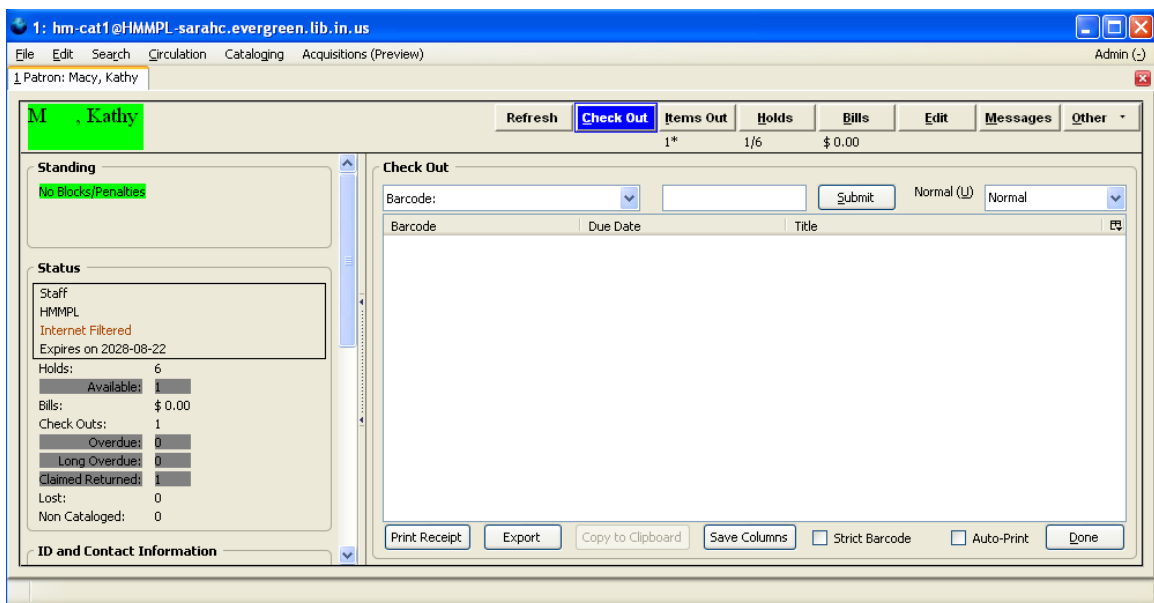 1: hm-cat1@HMMPL-sarahc.evergreen.lib.in.us
File Edit Search Circulation Cataloging Acquisitions (Preview) Admin (-)
1 Patron: Macy, Kathy
M , Kathy
Refresh Check Out Items Out Holds Bills Edit Messages Other
1* 1/6 $ 0.00
Standing
No Blocks/Penalties
Status
Staff
HMMPL
Internet Filtered
Expires on 2028-08-22
Holds: 6
Available: 1
Bills: $ 0.00
Check Outs: 1
Overdue: 0
Long Overdue: 0
Claimed Returned: 1
Lost: 0
Non Cataloged: 0
ID and Contact Information
Check Out
Barcode: Submit Normal (U) Normal
Barcode Due Date Title
Print Receipt Export Copy to Clipboard Save Columns Strict Barcode Auto-Print Done